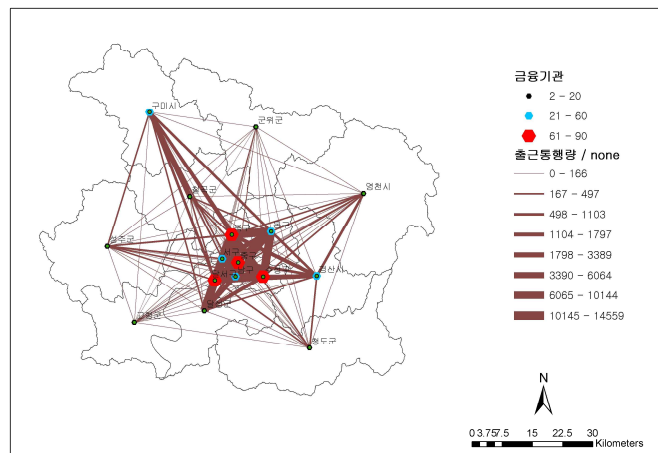 구미시
군위군
영천시
칠곡군
성주군
서구
경산시
고령군
청도군
금융기관
2 - 20
21 - 60
61 - 90
출근통행량 / none
0 - 166
167 - 497
498 - 1103
1104 - 1797
1798 - 3389
3390 - 6064
6065 - 10144
10145 - 14559
N
0 3.75 7.5 15 22.5 30
Kilometers